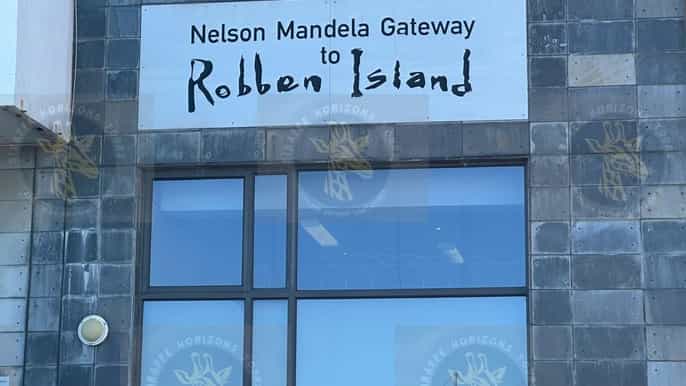 Nelson Mandela Gateway
to
Robben Island